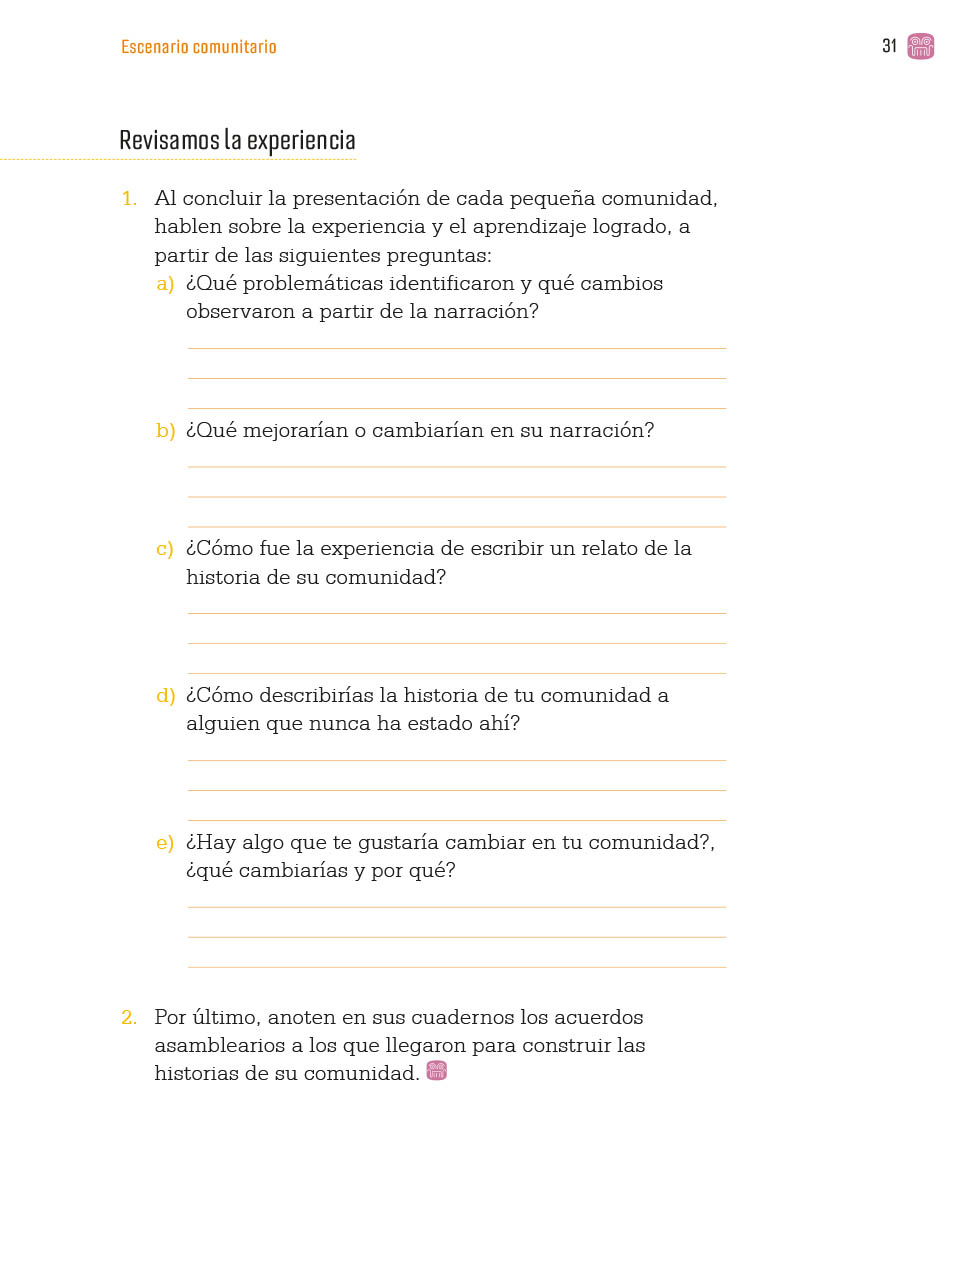 Escenario comunitario
31
Revisamos la experiencia
1. Al concluir la presentación de cada pequeña comunidad,
hablen sobre la experiencia y el aprendizaje logrado, a
partir de las siguientes preguntas:
a) ¿Qué problemáticas identificaron y qué cambios
observaron a partir de la narración?
b) ¿Qué mejorarían o cambiarían en su narración?
c) ¿Cómo fue la experiencia de escribir un relato de la
historia de su comunidad?
d) ¿Cómo describirías la historia de tu comunidad a
alguien que nunca ha estado ahí?
e) ¿Hay algo que te gustaría cambiar en tu comunidad?,
¿qué cambiarías y por qué?
2. Por último, anoten en sus cuadernos los acuerdos
asamblearios a los que llegaron para construir las
historias de su comunidad.